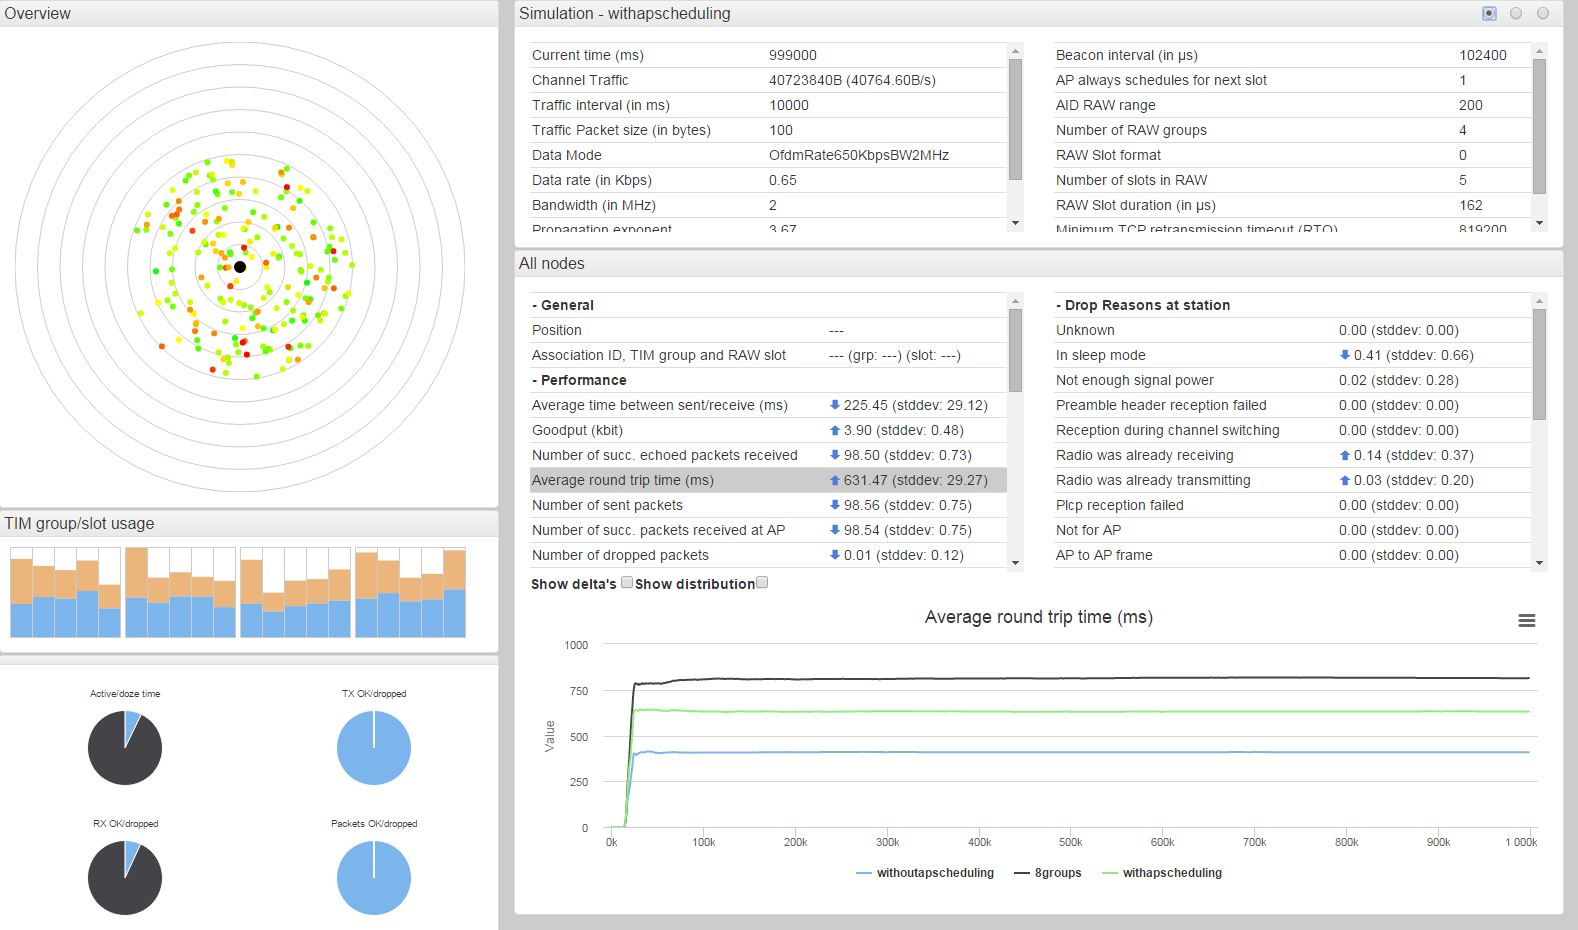 Overview
TIM group/slot usage
Active/doze time
TX OK/dropped
RX OK/dropped
Packets OK/dropped
Simulation - withapscheduling
Current time (ms) 999000
Channel Traffic 40723840B (40764.60B/s)
Traffic interval (in ms) 10000
Traffic Packet size (in bytes) 100
Data Mode OfdmRate650KbpsBW2MHz
Data rate (in Kbps) 0.65
Bandwidth (in MHz) 2
Propagation exponent 3.67
Beacon interval (in µs) 102400
AP always schedules for next slot 1
AID RAW range 200
Number of RAW groups 4
RAW Slot format 0
Number of slots in RAW 5
RAW Slot duration (in µs) 162
Minimum TCP retransmission timeout (RTO) 819200
All nodes
- General
Position ---
Association ID, TIM group and RAW slot --- (grp: ---) (slot: ---)
- Performance
Average time between sent/receive (ms) 225.45 (stddev: 29.12)
Goodput (kbit) 3.90 (stddev: 0.48)
Number of succ. echoed packets received 98.50 (stddev: 0.73)
Average round trip time (ms) 631.47 (stddev: 29.27)
Number of sent packets 98.56 (stddev: 0.75)
Number of succ. packets received at AP 98.54 (stddev: 0.75)
Number of dropped packets 0.01 (stddev: 0.12)
- Drop Reasons at station
Unknown 0.00 (stddev: 0.00)
In sleep mode 0.41 (stddev: 0.66)
Not enough signal power 0.02 (stddev: 0.28)
Preamble header reception failed 0.00 (stddev: 0.00)
Reception during channel switching 0.00 (stddev: 0.00)
Radio was already receiving 0.14 (stddev: 0.37)
Radio was already transmitting 0.03 (stddev: 0.20)
Plcp reception failed 0.00 (stddev: 0.00)
Not for AP 0.00 (stddev: 0.00)
AP to AP frame 0.00 (stddev: 0.00)
Show delta's Show distribution
Average round trip time (ms)
Value
1000
750
500
250
0
0k 100k 200k 300k 400k 500k 600k 700k 800k 900k 1 000k
withoutapscheduling 8groups withapscheduling